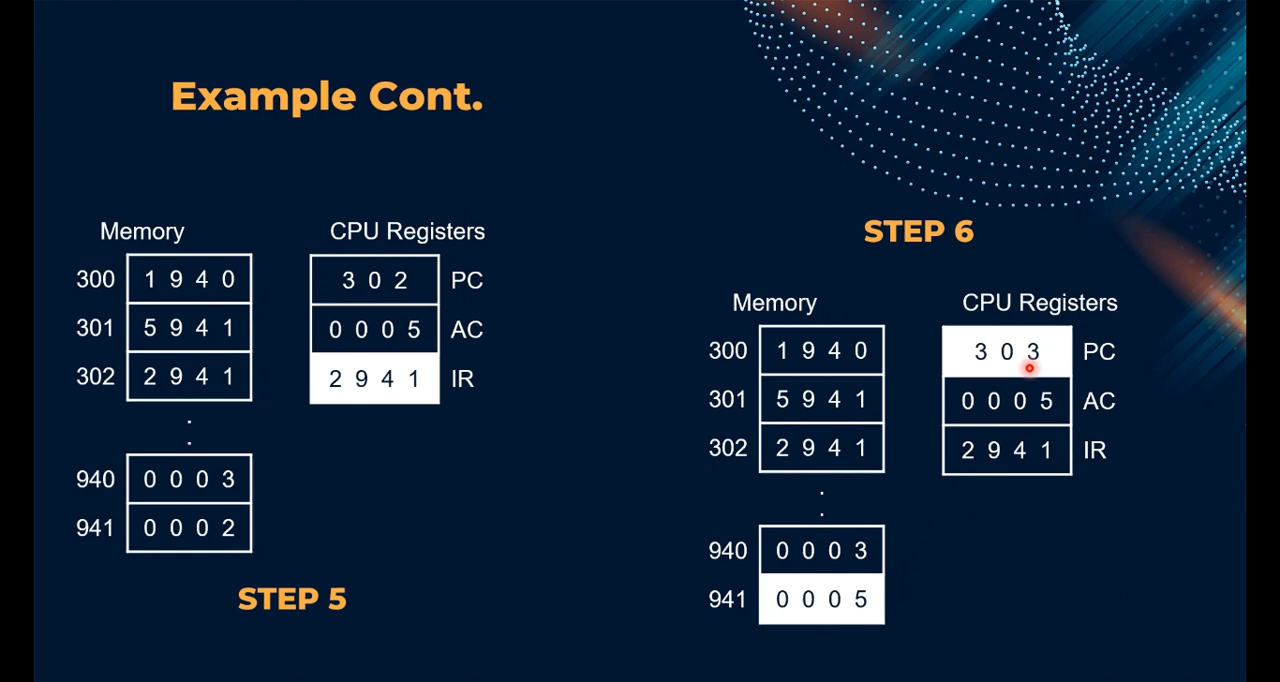 Example Cont.
Memory CPU Registers
300 1 9 4 0 3 0 2 PC
301 5 9 4 1 0 0 0 5 AC
302 2 9 4 1 2 9 4 1 IR
:
940 0 0 0 3
941 0 0 0 2
STEP 5
STEP 6
Memory CPU Registers
300 1 9 4 0 3 0 3 PC
301 5 9 4 1 0 0 0 5 AC
302 2 9 4 1 2 9 4 1 IR
:
940 0 0 0 3
941 0 0 0 5